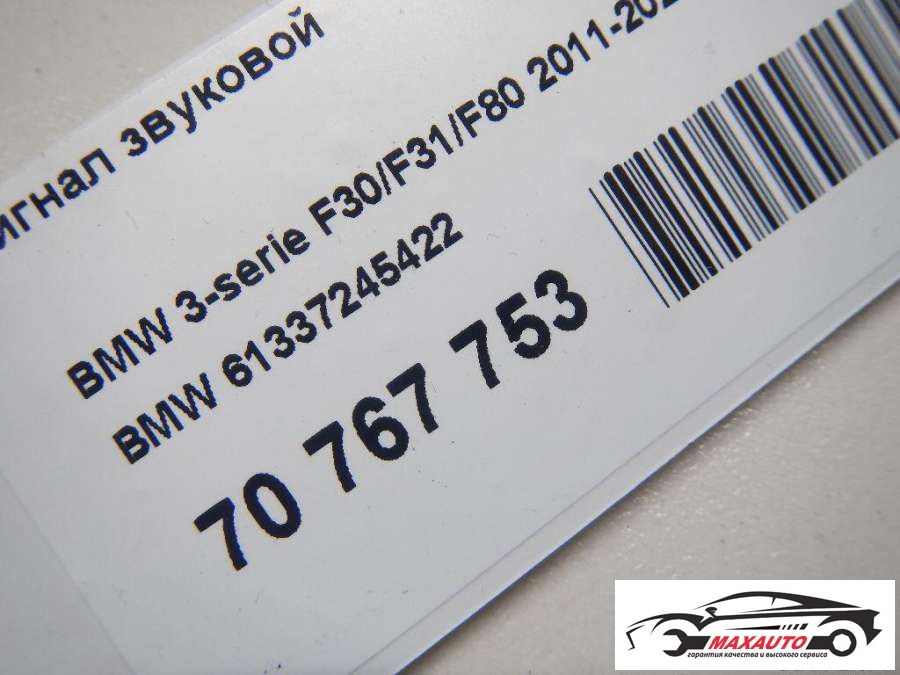 игнал звуковой
BMW 3-serie F30/F31/F80 2011-202
BMW 61337245422
70 767 753
MAXAUTO
гарантия качества и высокого сервиса